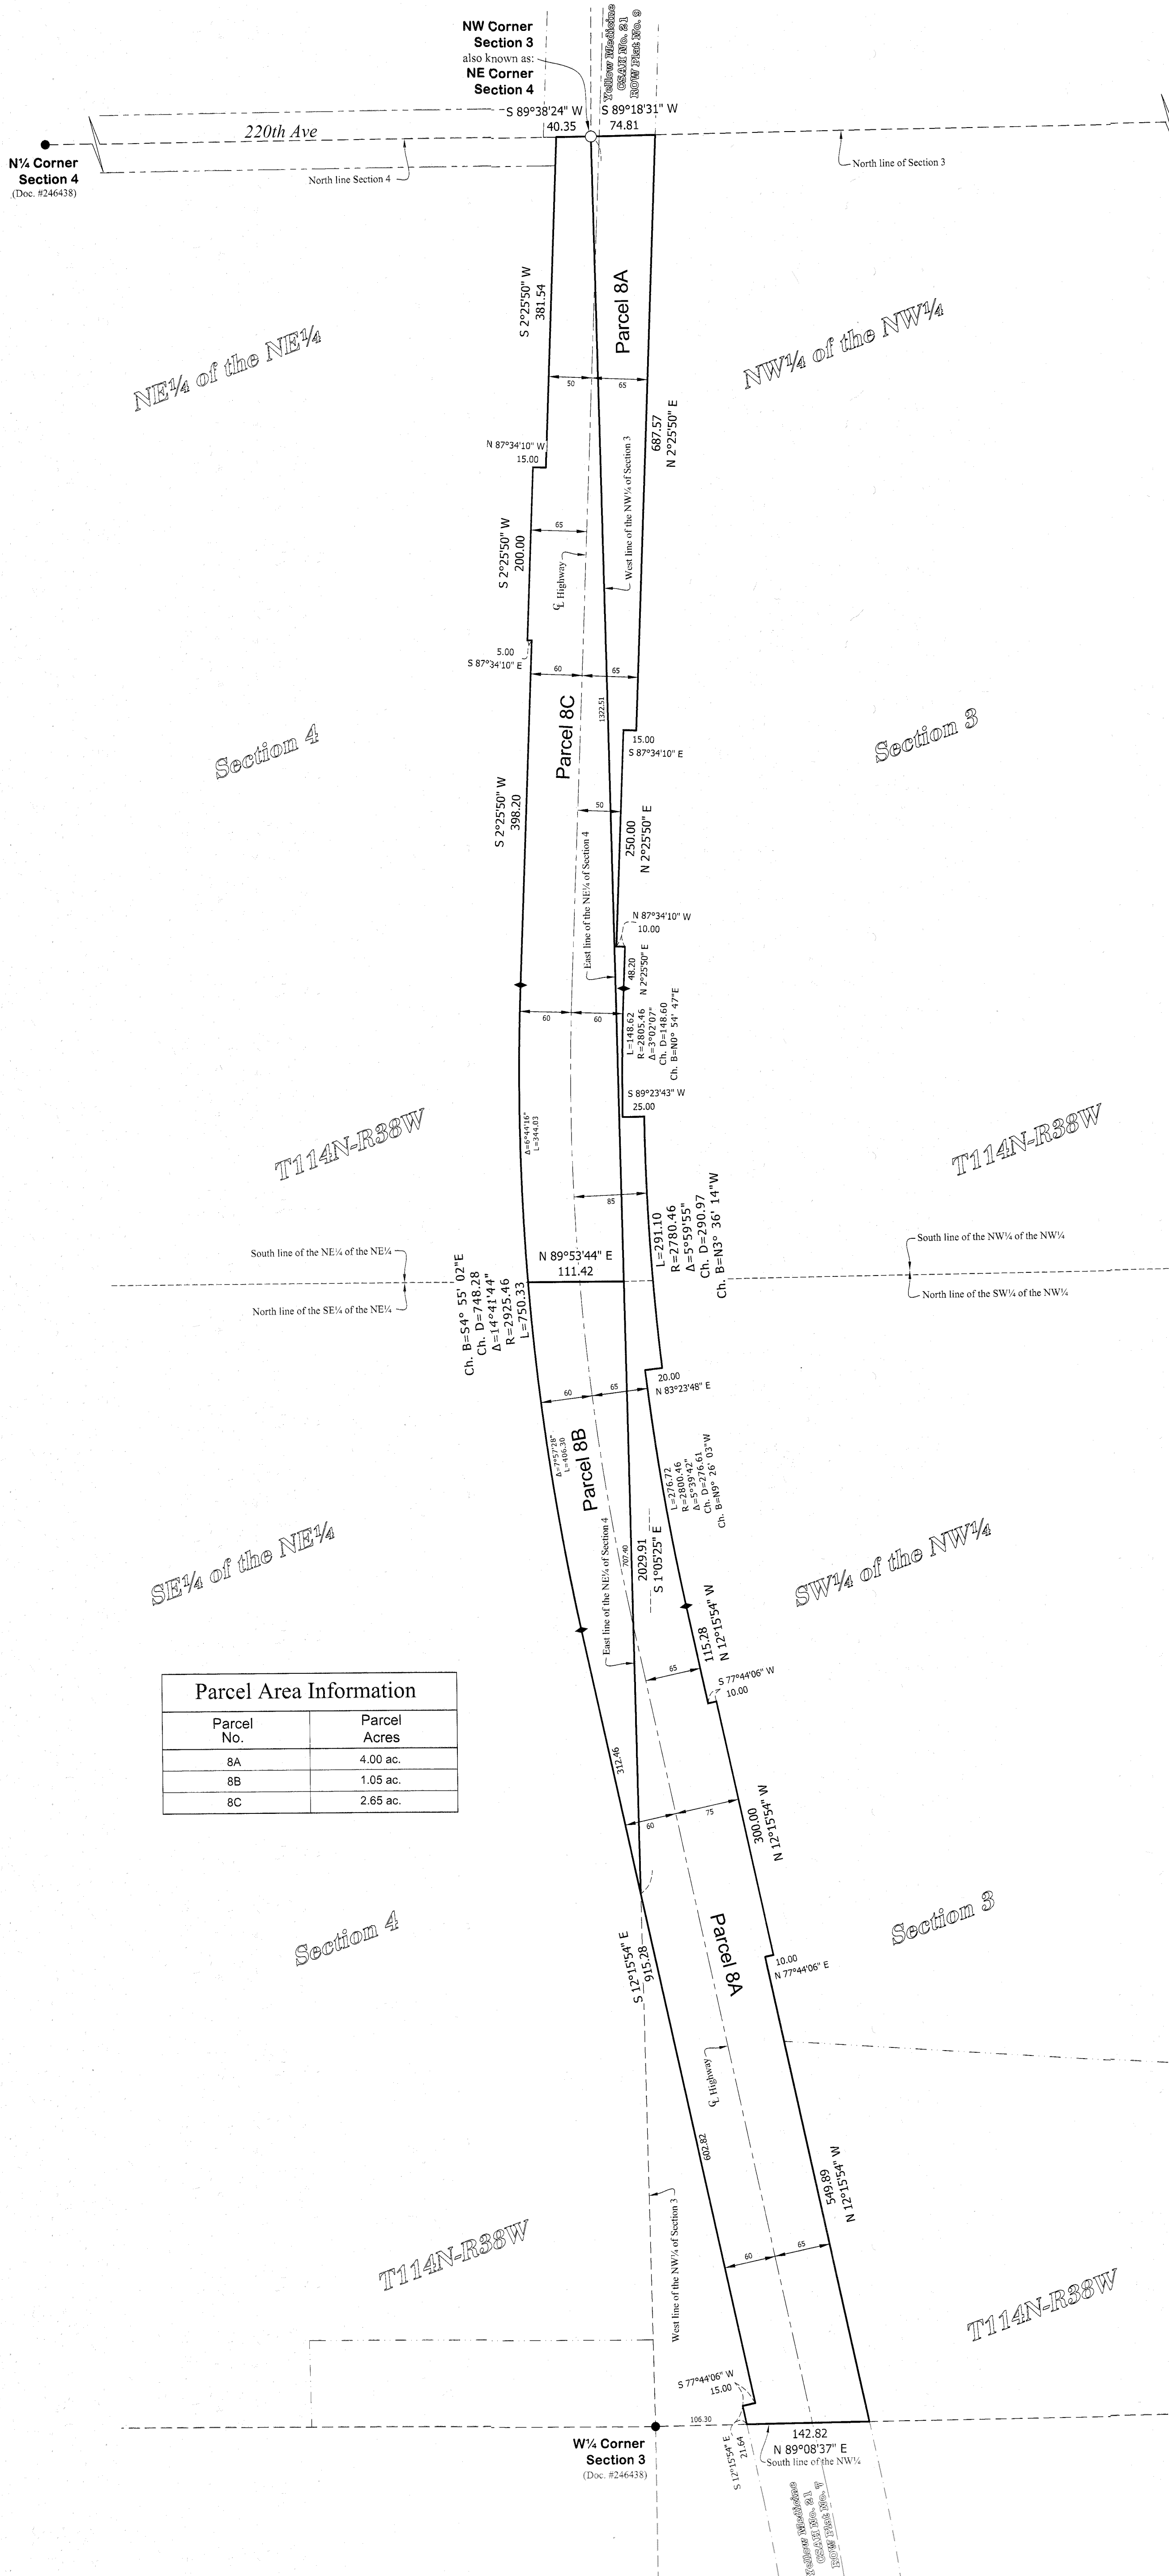 NW Corner
Section 3
also known as:
NE Corner
Section 4
Yellow Medicine
CSAH No. 21
ROW Plat No. 9
S 89°38'24" W
40.35
S 89°18'31" W
74.81
220th Ave
N¼ Corner
Section 4
(Doc. #246438)
North line Section 4
North line of Section 3
S 2°25'50" W
381.54
Parcel 8A
NE¼ of the NE¼
NW¼ of the NW¼
50
65
687.57
N 2°25'50" E
N 87°34'10" W
15.00
West line of the NW¼ of Section 3
S 2°25'50" W
200.00
65
℄ Highway
5.00
S 87°34'10" E
60
65
Parcel 8C
1322.51
Section 4
Section 3
15.00
S 87°34'10" E
S 2°25'50" W
398.20
50
250.00
N 2°25'50" E
East line of the NE¼ of Section 4
N 87°34'10" W
10.00
48.20
N 2°25'50" E
60
60
L=148.62
R=2805.46
Δ=3°02'07"
Ch. D=148.60
Ch. B=N0° 54' 47"E
S 89°23'43" W
25.00
Δ=6°44'16"
L=344.03
T114N-R38W
T114N-R38W
85
L=291.10
R=2780.46
Δ=5°59'55"
Ch. D=290.97
Ch. B=N3° 36' 14"W
South line of the NE¼ of the NE¼
North line of the SE¼ of the NE¼
N 89°53'44" E
111.42
South line of the NW¼ of the NW¼
North line of the SW¼ of the NW¼
Ch. B=S4° 55' 02"E
Ch. D=748.28
Δ=14°41'44"
R=2925.46
L=750.33
20.00
N 83°23'48" E
60
65
Δ=7°57'28"
L=406.30
Parcel 8B
L=276.72
R=2800.46
Δ=5°39'42"
Ch. D=276.61
Ch. B=N9° 26' 03"W
SE¼ of the NE¼
SW¼ of the NW¼
East line of the NE¼ of Section 4
707.40
2029.91
S 1°05'25" E
115.28
N 12°15'54" W
65
S 77°44'06" W
10.00
Parcel Area Information
Parcel No. Parcel Acres
8A 4.00 ac.
8B 1.05 ac.
8C 2.65 ac.
312.46
60
75
300.00
N 12°15'54" W
Section 4
Section 3
Parcel 8A
S 12°15'54" E
915.28
10.00
N 77°44'06" E
℄ Highway
602.82
549.89
N 12°15'54" W
T114N-R38W
T114N-R38W
West line of the NW¼ of Section 3
60
65
S 77°44'06" W
15.00
106.30
W¼ Corner
Section 3
(Doc. #246438)
S 12°15'54" E
21.64
142.82
N 89°08'37" E
South line of the NW¼
Yellow Medicine
CSAH No. 21
ROW Plat No. 7